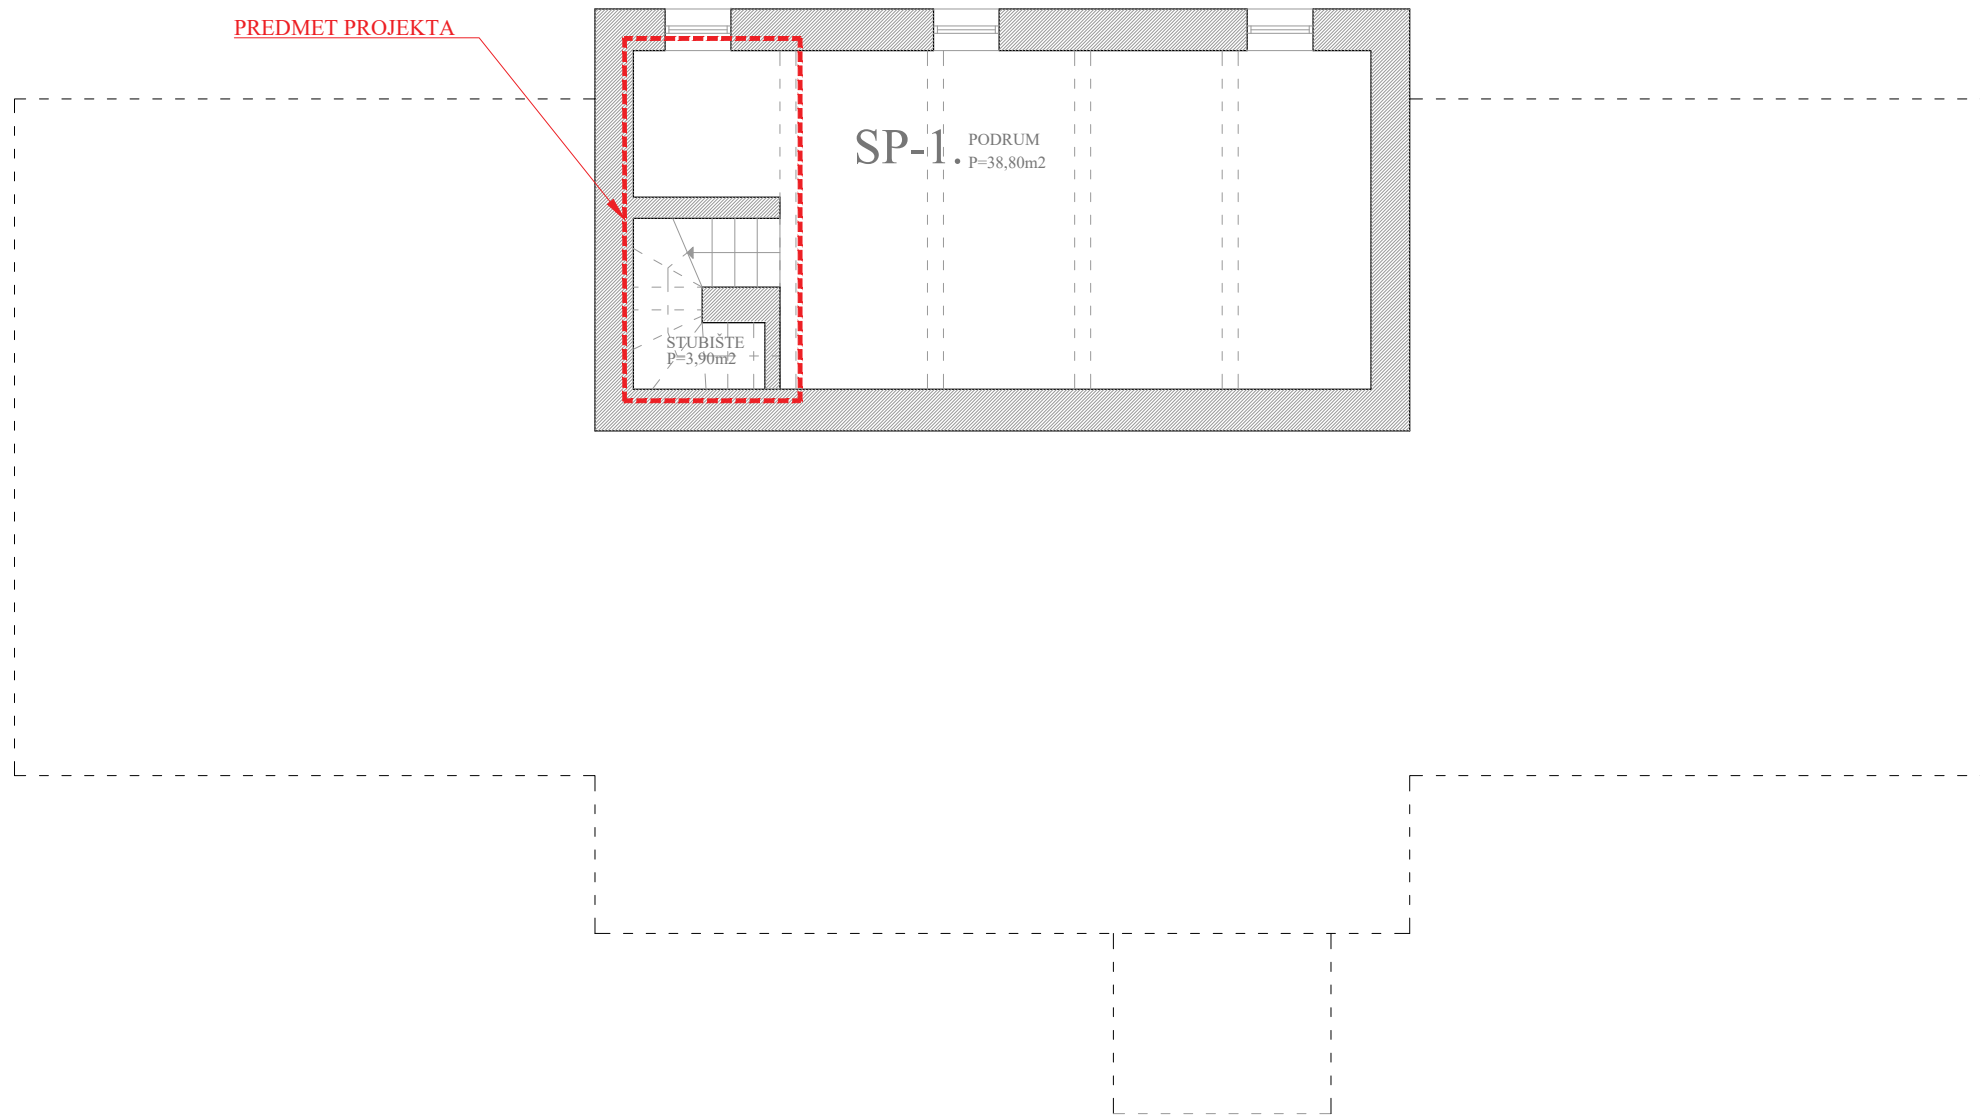 PREDMET PROJEKTA
SP-1.
PODRUM
P=38,80m2
STUBIŠTE
P=3,90m2